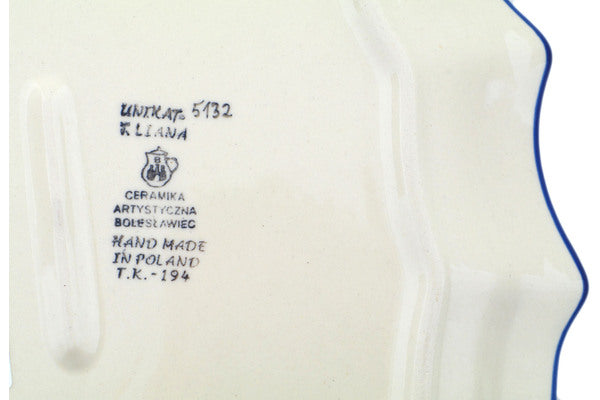 UNIKAT. 5132
T. LIANA
B
CERAMIKA
ARTYSTYCZNA
BOLESŁAWIEC
HAND MADE
IN POLAND
T.K.-194